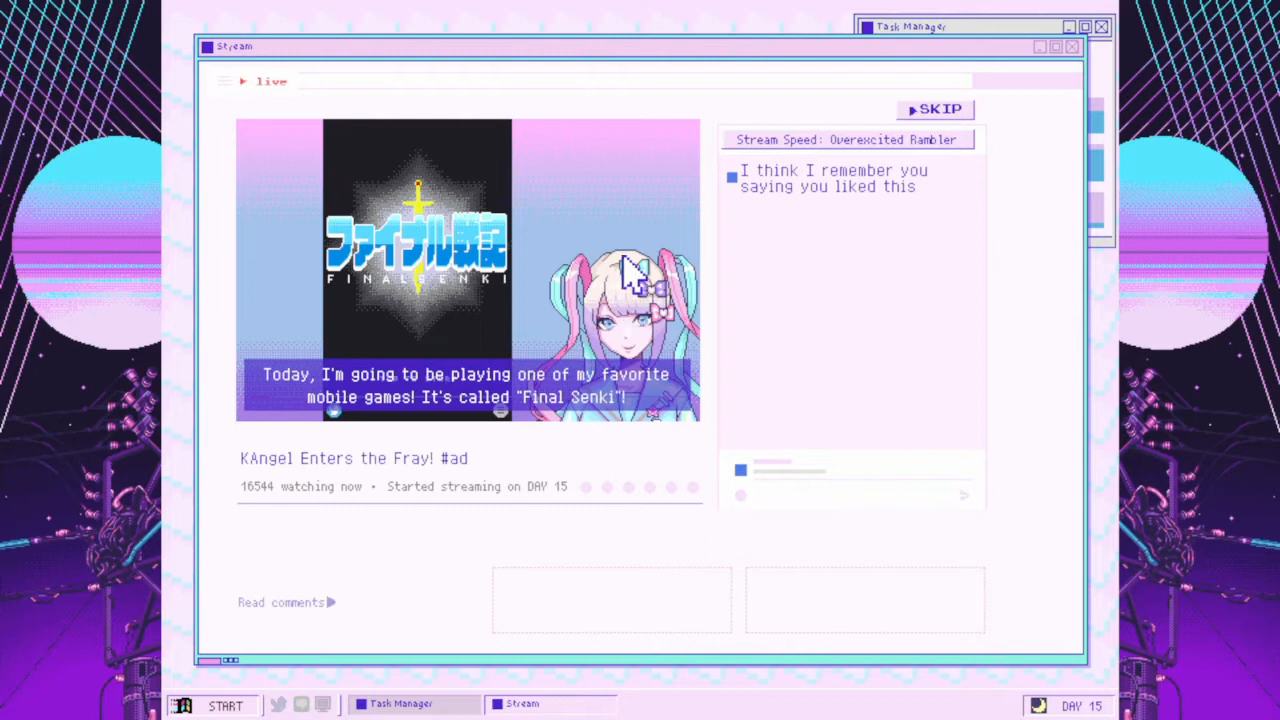 Task Manager
Stream
live
SKIP
Stream Speed: Overexcited Rambler
I think I remember you
saying you liked this
ファイナル戦記
FINAL SENKI
Today, I'm going to be playing one of my favorite
mobile games! It's called "Final Senki"!
KAngel Enters the Fray! #ad
16544 watching now • Started streaming on DAY 15
Read comments
START
Task Manager
Stream
DAY 15